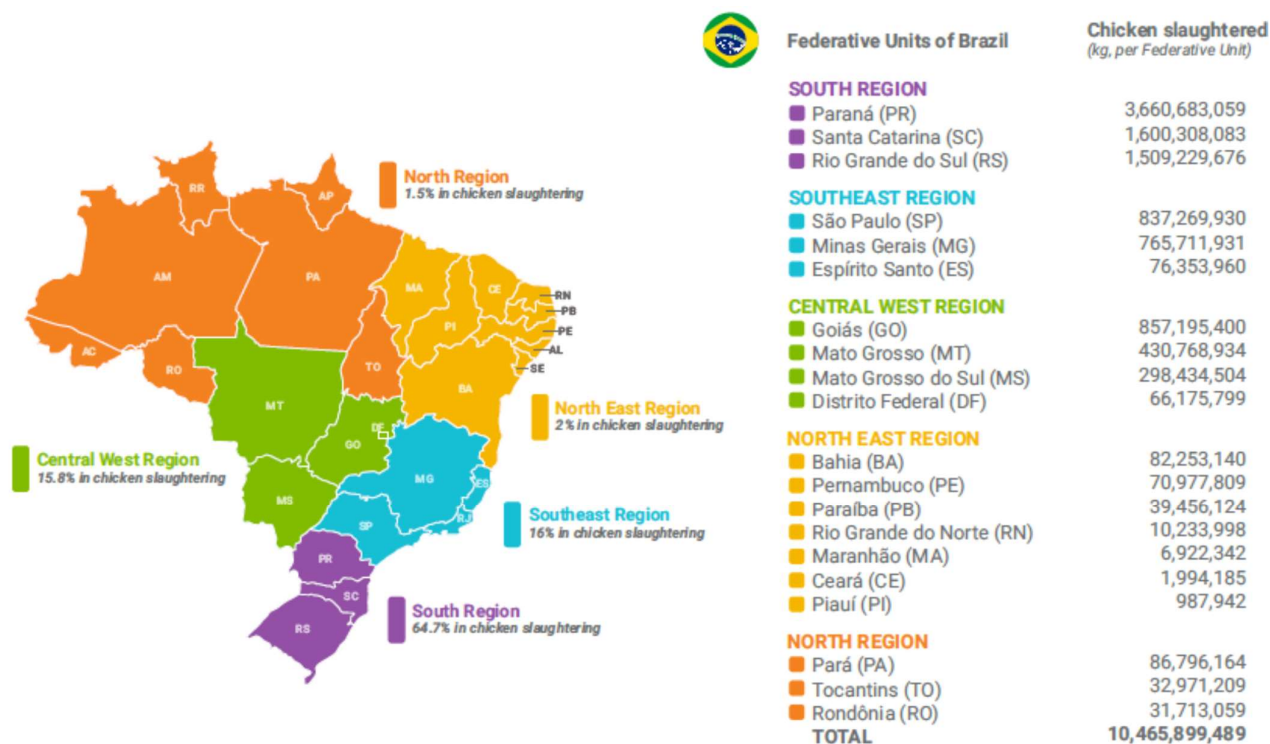 RR
AP
North Region
1.5% in chicken slaughtering
AM
PA
MA
CE
RN
PB
PI
PE
AL
SE
AC
RO
TO
BA
MT
North East Region
2% in chicken slaughtering
DF
GO
Central West Region
15.8% in chicken slaughtering
MG
ES
MS
Southeast Region
16% in chicken slaughtering
SP
RJ
PR
SC
South Region
64.7% in chicken slaughtering
RS
Federative Units of Brazil Chicken slaughtered
(kg, per Federative Unit)
SOUTH REGION
Paraná (PR) 3,660,683,059
Santa Catarina (SC) 1,600,308,083
Rio Grande do Sul (RS) 1,509,229,676
SOUTHEAST REGION
São Paulo (SP) 837,269,930
Minas Gerais (MG) 765,711,931
Espírito Santo (ES) 76,353,960
CENTRAL WEST REGION
Goiás (GO) 857,195,400
Mato Grosso (MT) 430,768,934
Mato Grosso do Sul (MS) 298,434,504
Distrito Federal (DF) 66,175,799
NORTH EAST REGION
Bahia (BA) 82,253,140
Pernambuco (PE) 70,977,809
Paraíba (PB) 39,456,124
Rio Grande do Norte (RN) 10,233,998
Maranhão (MA) 6,922,342
Ceará (CE) 1,994,185
Piauí (PI) 987,942
NORTH REGION
Pará (PA) 86,796,164
Tocantins (TO) 32,971,209
Rondônia (RO) 31,713,059
TOTAL 10,465,899,489